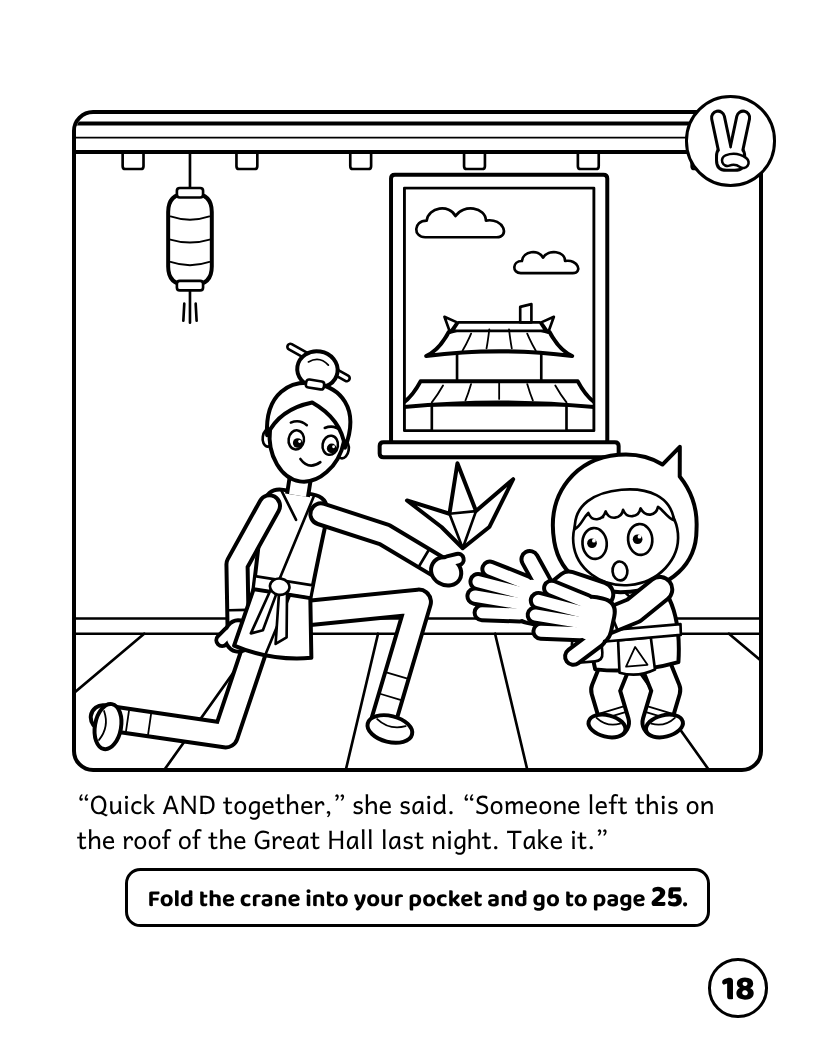 “Quick AND together,” she said. “Someone left this on
the roof of the Great Hall last night. Take it.”
Fold the crane into your pocket and go to page 25.
18